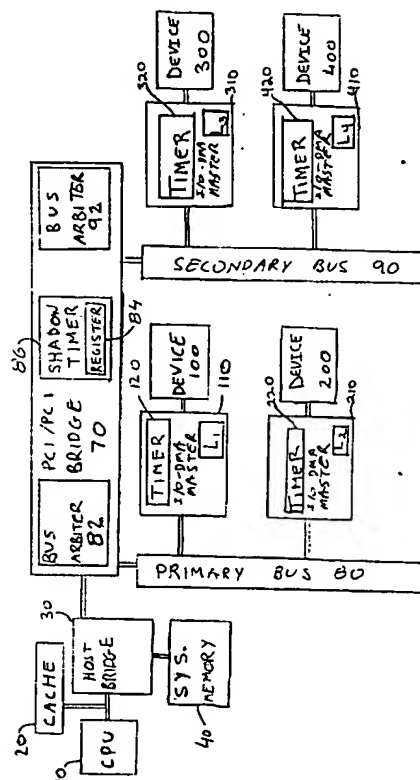 20
CACHE
CPU
30
HOST
BRIDGE
SYS.
MEMORY
40
BUS
ARBITER
82
PCI/PCI
BRIDGE
70
86
SHADOW
TIMER
REGISTER
84
BUS
ARBITER
92
PRIMARY BUS 80
SECONDARY BUS 90
120
TIMER
I/O-DMA
MASTER
L1
110
DEVICE
100
220
TIMER
I/O DMA
MASTER
L2
210
DEVICE
200
320
TIMER
I/O-DMA
MASTER
L3
310
DEVICE
300
420
TIMER
I/O-DMA
MASTER
L4
410
DEVICE
400